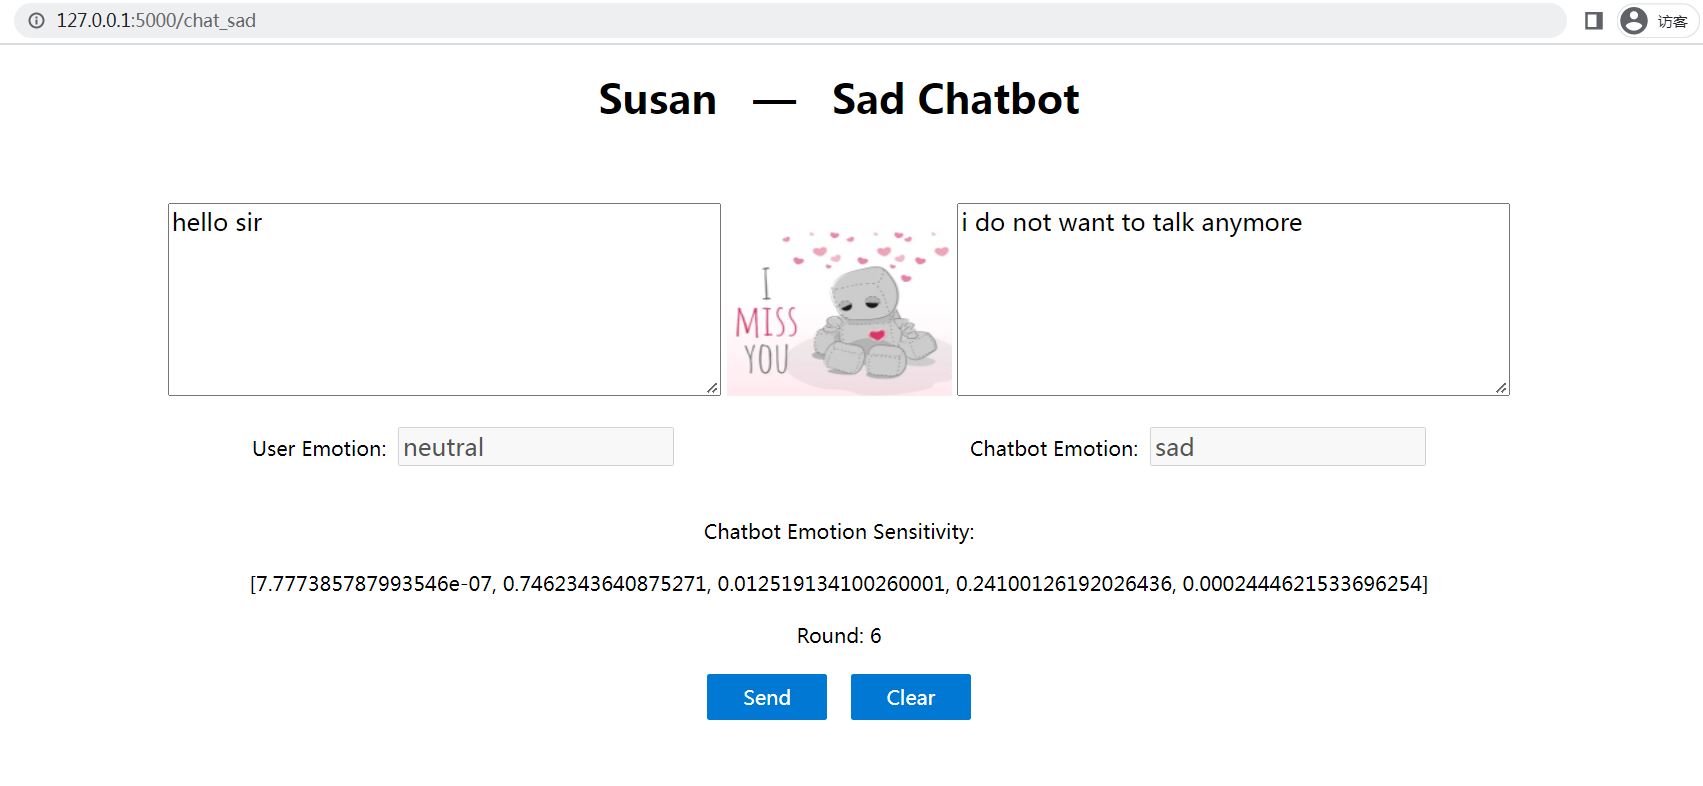 127.0.0.1:5000/chat_sad
访客
Susan — Sad Chatbot
hello sir
I
MISS
YOU
i do not want to talk anymore
User Emotion: neutral
Chatbot Emotion: sad
Chatbot Emotion Sensitivity:
[7.777385787993546e-07, 0.7462343640875271, 0.012519134100260001, 0.24100126192026436, 0.0002444621533696254]
Round: 6
Send
Clear